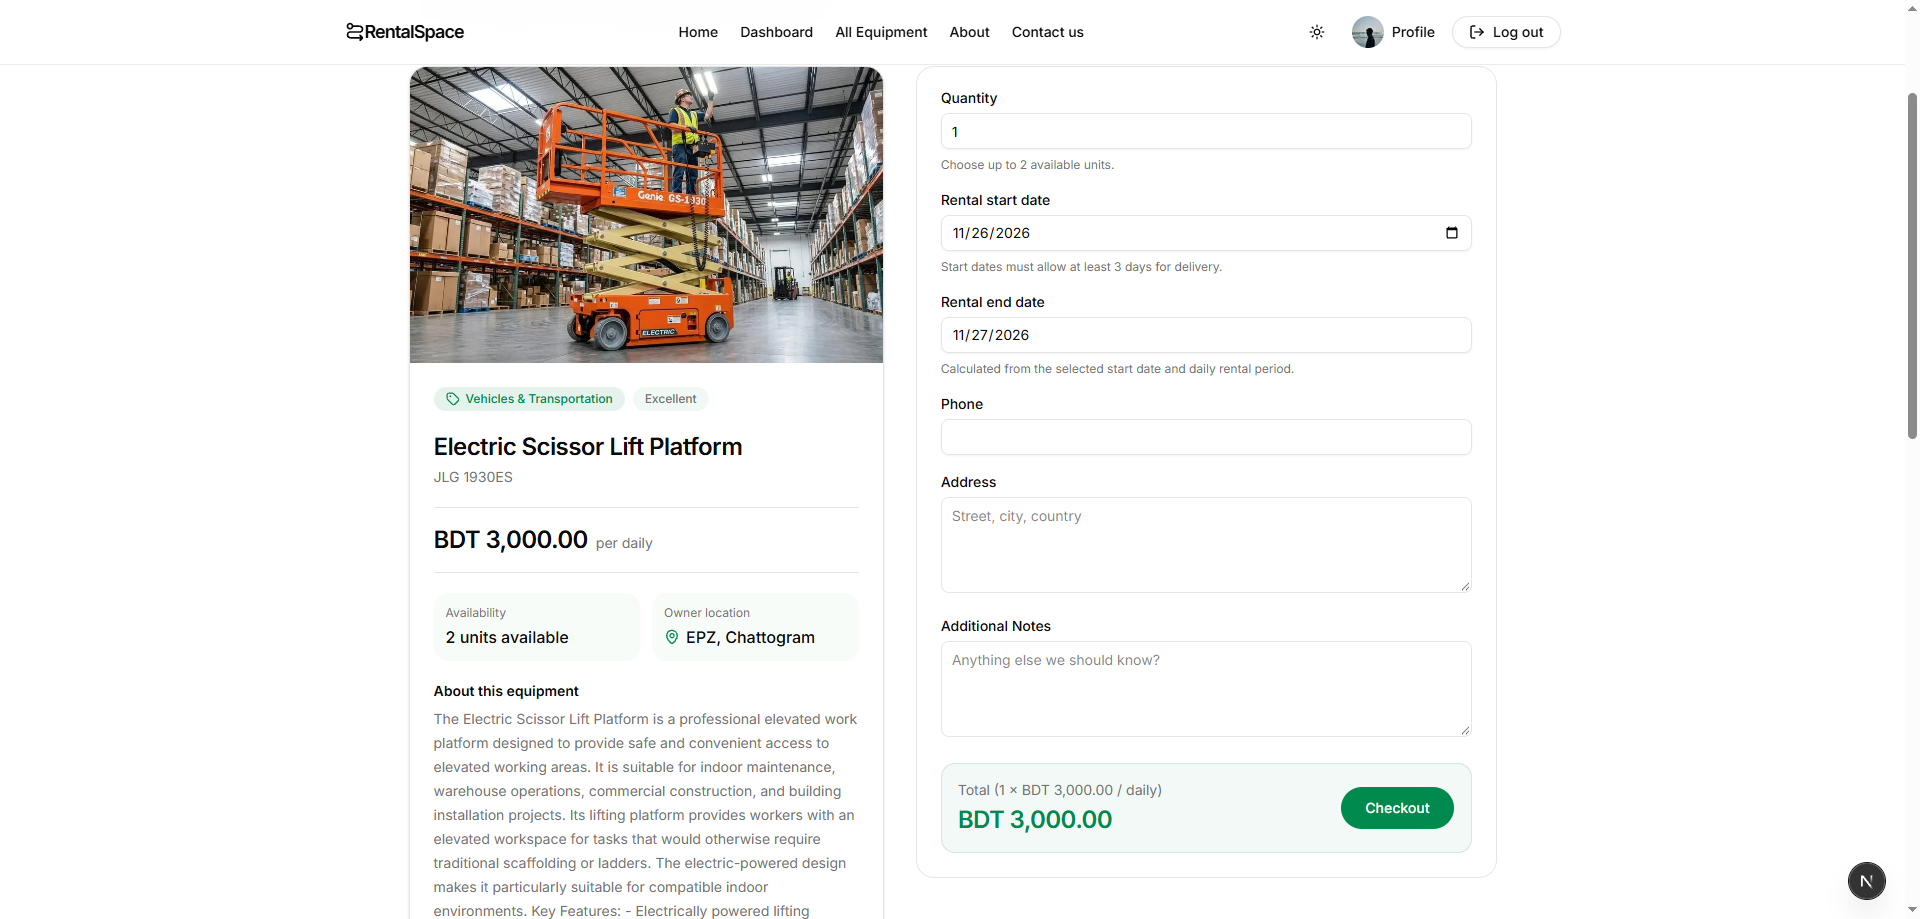 RentalSpace
Home
Dashboard
All Equipment
About
Contact us
Profile
Log out
Genie GS-1930
ELECTRIC
Vehicles & Transportation
Excellent
Electric Scissor Lift Platform
JLG 1930ES
BDT 3,000.00 per daily
Availability
2 units available
Owner location
EPZ, Chattogram
About this equipment
The Electric Scissor Lift Platform is a professional elevated work
platform designed to provide safe and convenient access to
elevated working areas. It is suitable for indoor maintenance,
warehouse operations, commercial construction, and building
installation projects. Its lifting platform provides workers with an
elevated workspace for tasks that would otherwise require
traditional scaffolding or ladders. The electric-powered design
makes it particularly suitable for compatible indoor
environments. Key Features: - Electrically powered lifting
Quantity
1
Choose up to 2 available units.
Rental start date
11/26/2026
Start dates must allow at least 3 days for delivery.
Rental end date
11/27/2026
Calculated from the selected start date and daily rental period.
Phone
Address
Street, city, country
Additional Notes
Anything else we should know?
Total (1 × BDT 3,000.00 / daily)
BDT 3,000.00
Checkout
N